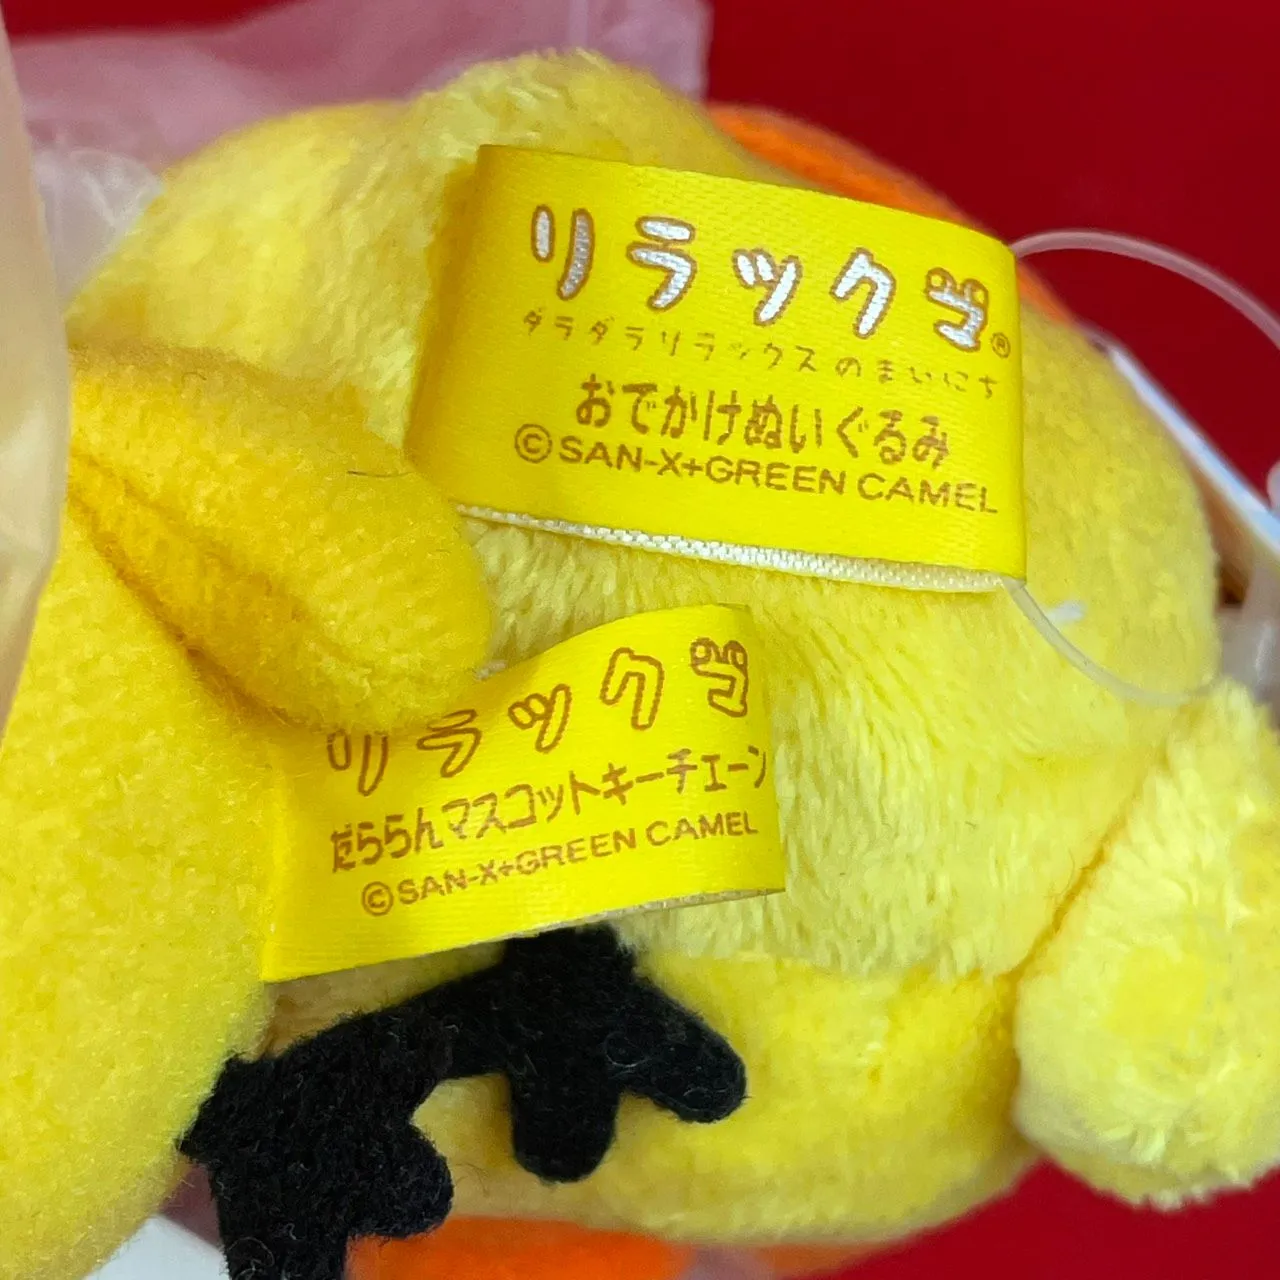 リラックマ®
ダラダラリラックスのまいにち
おでかけぬいぐるみ
©SAN-X+GREEN CAMEL
リラックマ
だららんマスコットキーチェーン
©SAN-X+GREEN CAMEL